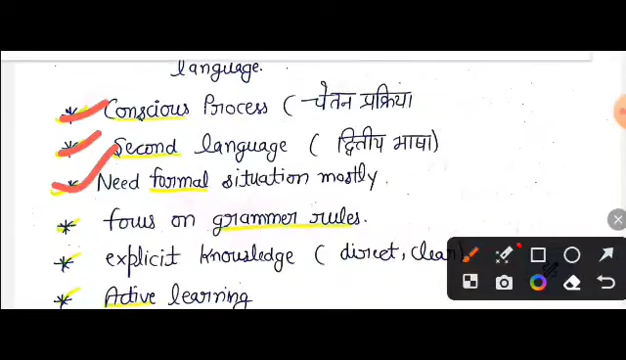 language.
* Conscious Process ( चेतन प्रक्रिया
* Second language ( द्वितीय भाषा)
* Need formal situation mostly.
* focus on grammer rules.
* explicit knowledge ( direct, clear)
* Active learning